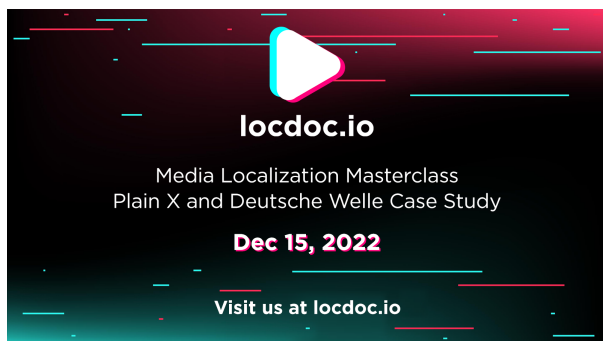 locdoc.io
Media Localization Masterclass
Plain X and Deutsche Welle Case Study
Dec 15, 2022
Visit us at locdoc.io